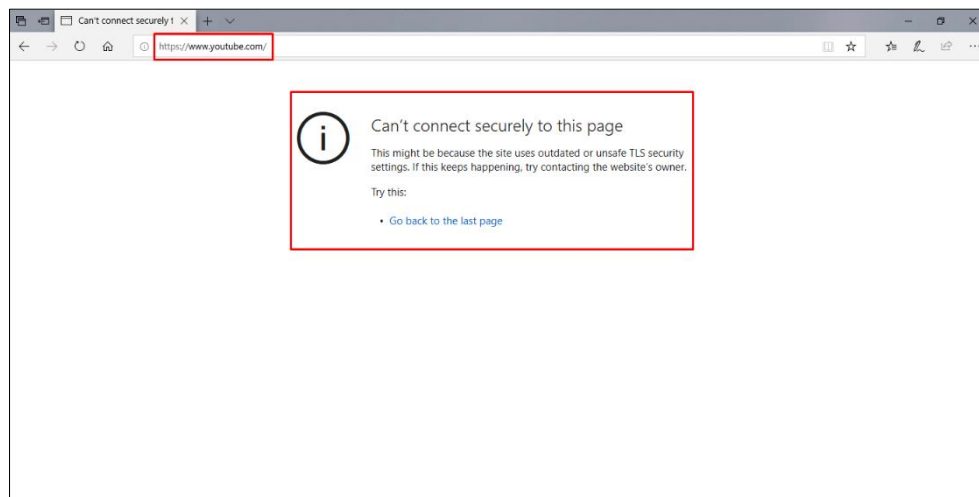 Can't connect securely t
https://www.youtube.com/
i
Can't connect securely to this page
This might be because the site uses outdated or unsafe TLS security
settings. If this keeps happening, try contacting the website's owner.
Try this:
• Go back to the last page